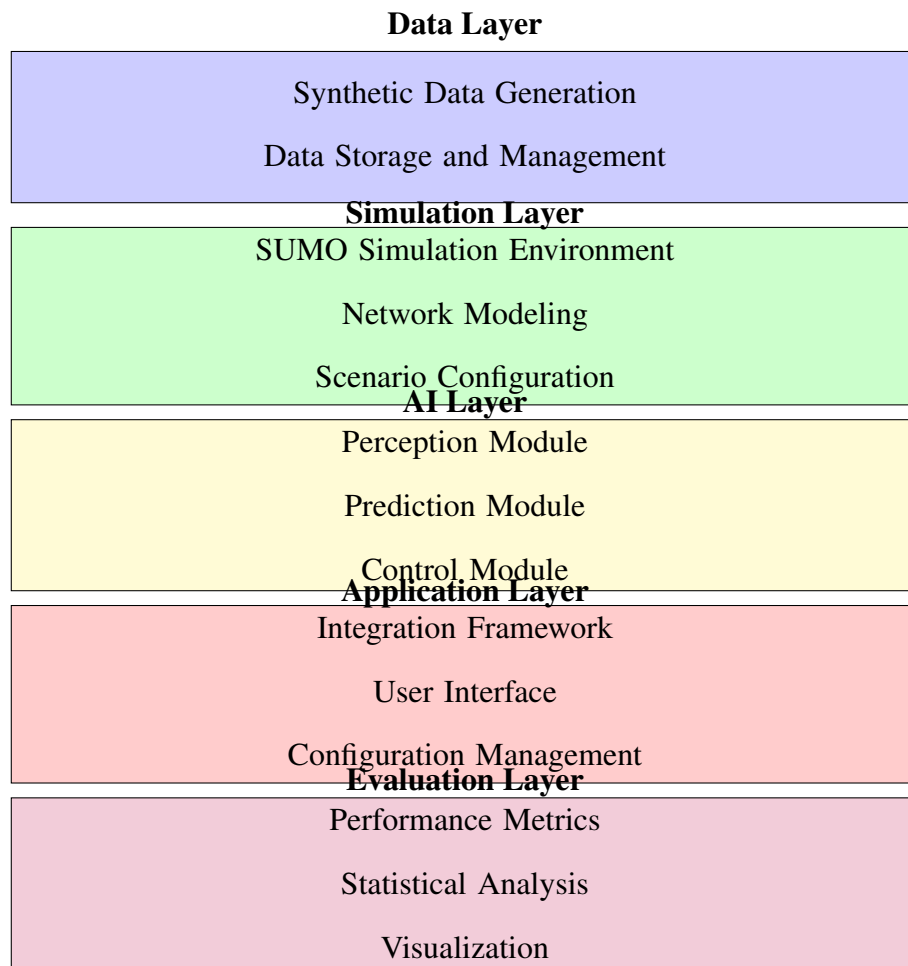 Data Layer
Synthetic Data Generation
Data Storage and Management
Simulation Layer
SUMO Simulation Environment
Network Modeling
Scenario Configuration
AI Layer
Perception Module
Prediction Module
Control Module
Application Layer
Integration Framework
User Interface
Configuration Management
Evaluation Layer
Performance Metrics
Statistical Analysis
Visualization